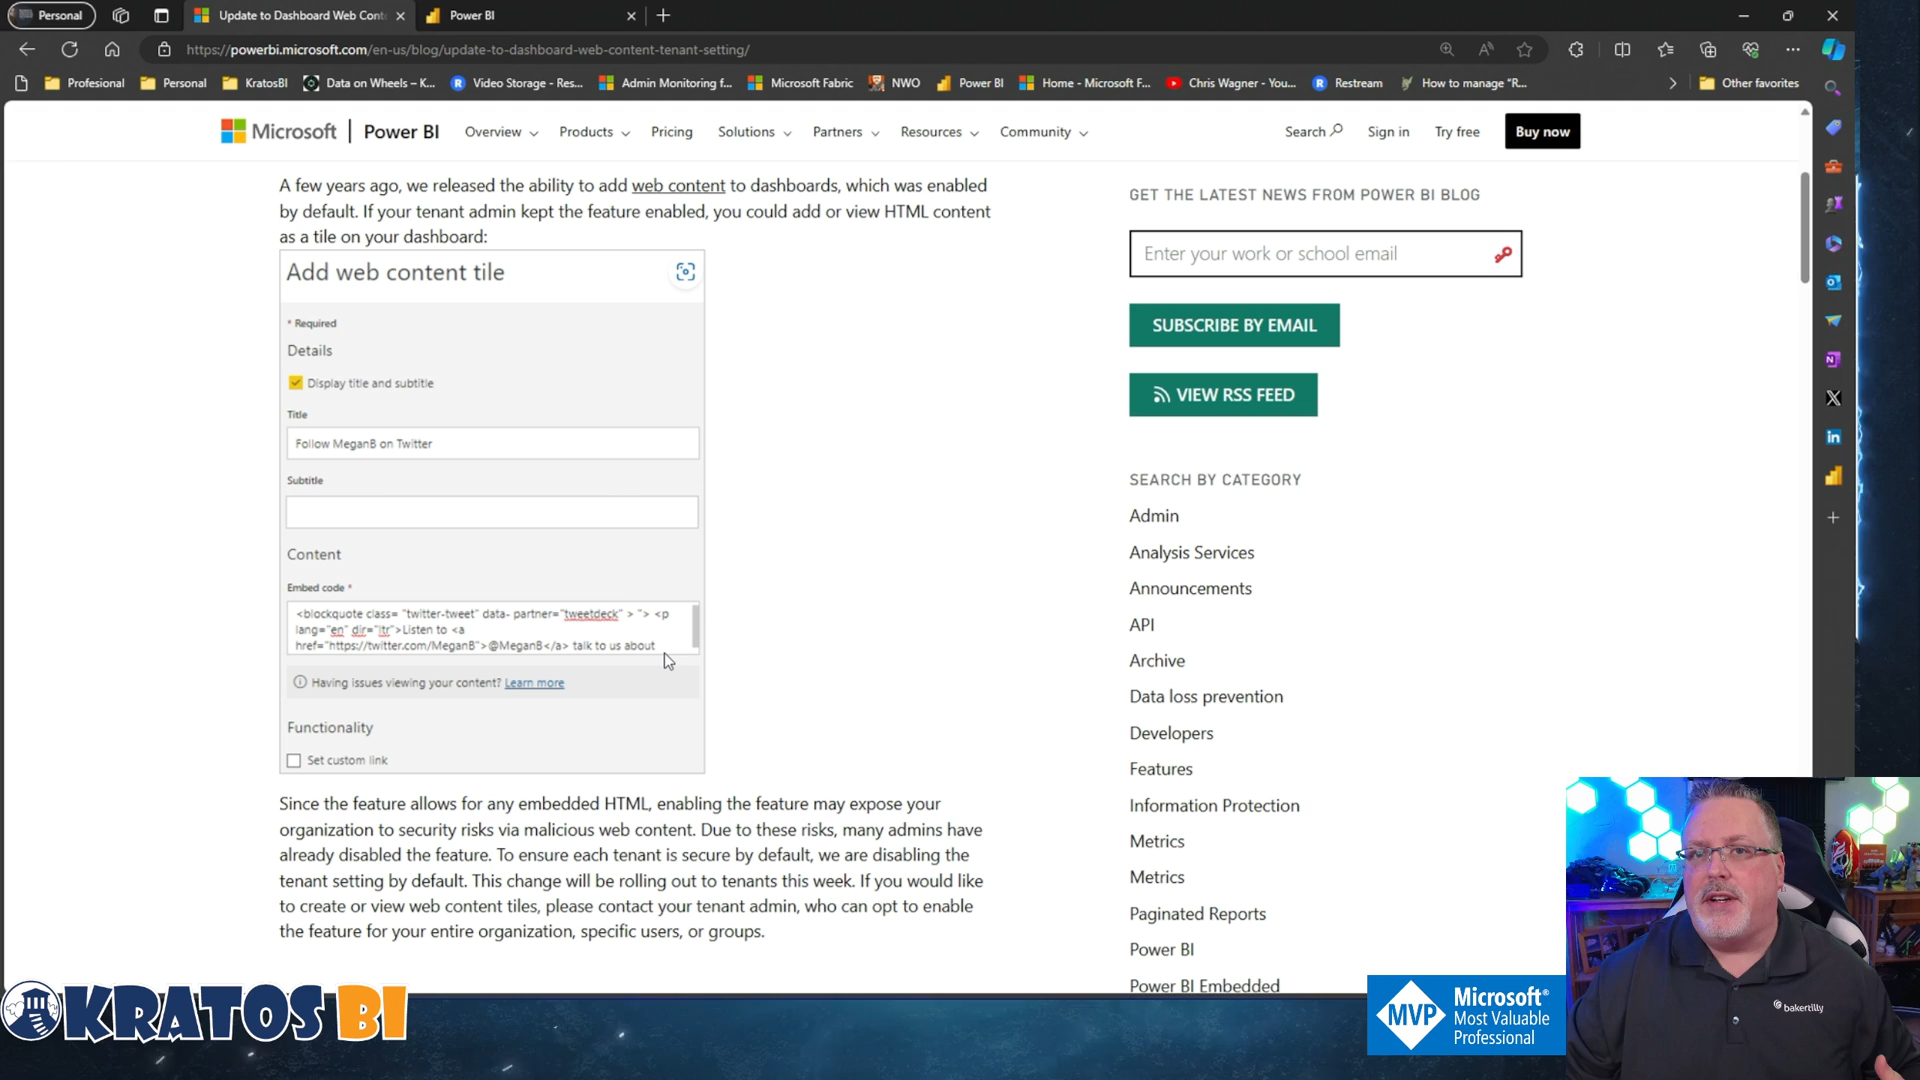 Personal
Update to Dashboard Web Cont
Power BI
https://powerbi.microsoft.com/en-us/blog/update-to-dashboard-web-content-tenant-setting/
Profesional
Personal
KratosBI
Data on Wheels – K...
Video Storage - Res...
Admin Monitoring f...
Microsoft Fabric
NWO
Power BI
Home - Microsoft F...
Chris Wagner - You...
Restream
How to manage "R...
Other favorites
Microsoft
Power BI
Overview
Products
Pricing
Solutions
Partners
Resources
Community
Search
Sign in
Try free
Buy now
A few years ago, we released the ability to add web content to dashboards, which was enabled
by default. If your tenant admin kept the feature enabled, you could add or view HTML content
as a tile on your dashboard:
Add web content tile
* Required
Details
Display title and subtitle
Title
Follow MeganB on Twitter
Subtitle
Content
Embed code *
<blockquote class= "twitter-tweet" data- partner="tweetdeck" > "> <p
lang="en" dir="ltr">Listen to <a
href="https://twitter.com/MeganB">@MeganB</a> talk to us about
Having issues viewing your content? Learn more
Functionality
Set custom link
Since the feature allows for any embedded HTML, enabling the feature may expose your
organization to security risks via malicious web content. Due to these risks, many admins have
already disabled the feature. To ensure each tenant is secure by default, we are disabling the
tenant setting by default. This change will be rolling out to tenants this week. If you would like
to create or view web content tiles, please contact your tenant admin, who can opt to enable
the feature for your entire organization, specific users, or groups.
GET THE LATEST NEWS FROM POWER BI BLOG
Enter your work or school email
SUBSCRIBE BY EMAIL
VIEW RSS FEED
SEARCH BY CATEGORY
Admin
Analysis Services
Announcements
API
Archive
Data loss prevention
Developers
Features
Information Protection
Metrics
Metrics
Paginated Reports
Power BI
Power BI Embedded
KRATOS BI
MVP
Microsoft®
Most Valuable
Professional
bakertilly